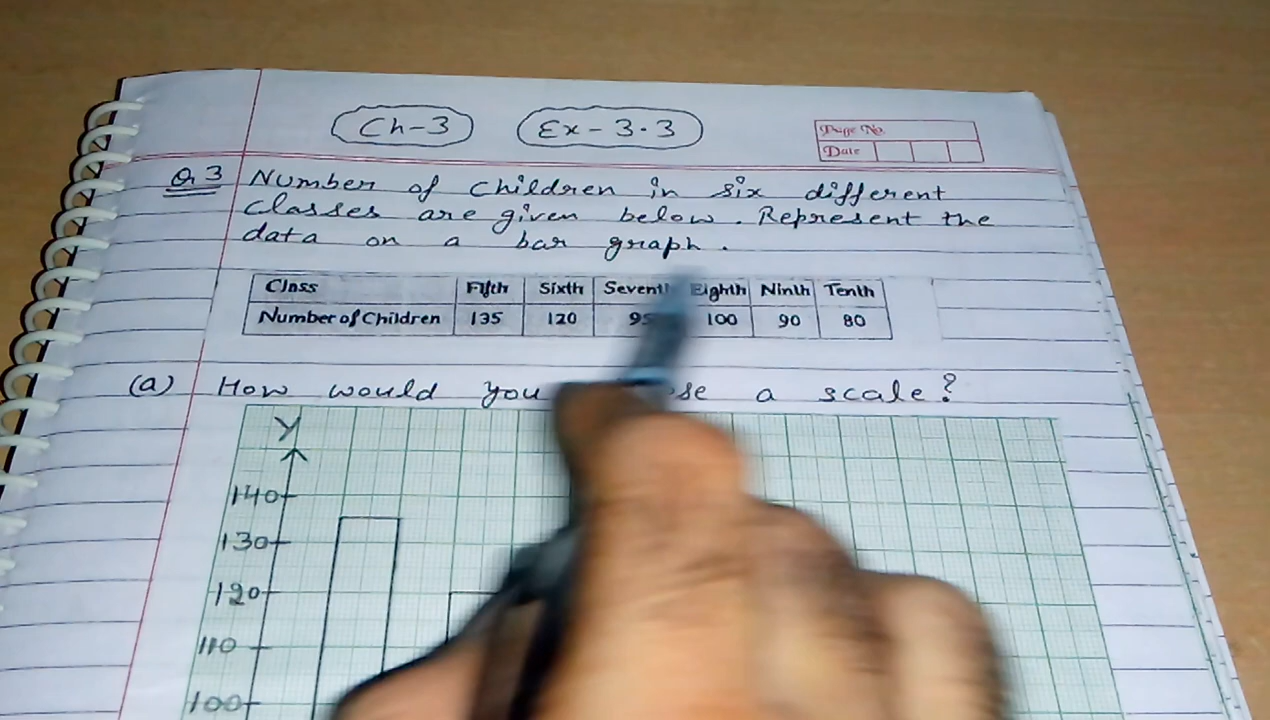 Ch-3 Ex-3.3
Page No.
Date
Q3 Number of children in six different
classes are given below. Represent the
data on a bar graph.
Class Fifth Sixth Eighth Ninth Tenth
Number of Children 135 120 100 90 80
(a) How would you a scale?
Y
140
130
120
110
100